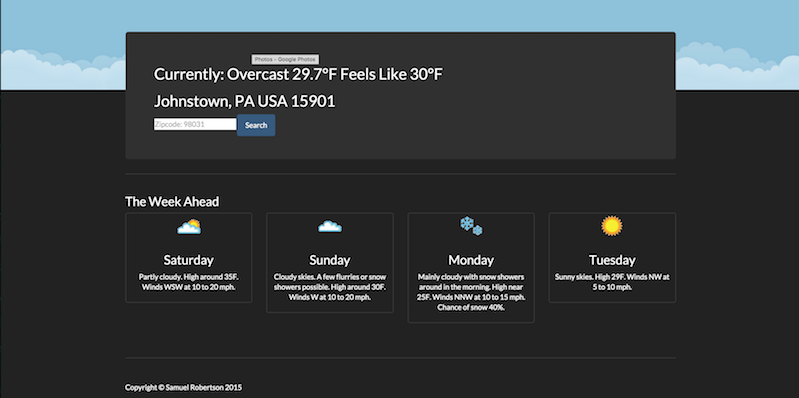 Photos - Google Photos
Currently: Overcast 29.7°F Feels Like 30°F
Johnstown, PA USA 15901
Zipcode: 98031
Search
The Week Ahead
Saturday
Partly cloudy. High around 35F.
Winds WSW at 10 to 20 mph.
Sunday
Cloudy skies. A few flurries or snow
showers possible. High around 30F.
Winds W at 10 to 20 mph.
Monday
Mainly cloudy with snow showers
around in the morning. High near
25F. Winds NNW at 10 to 15 mph.
Chance of snow 40%.
Tuesday
Sunny skies. High 29F. Winds NW at
5 to 10 mph.
Copyright © Samuel Robertson 2015